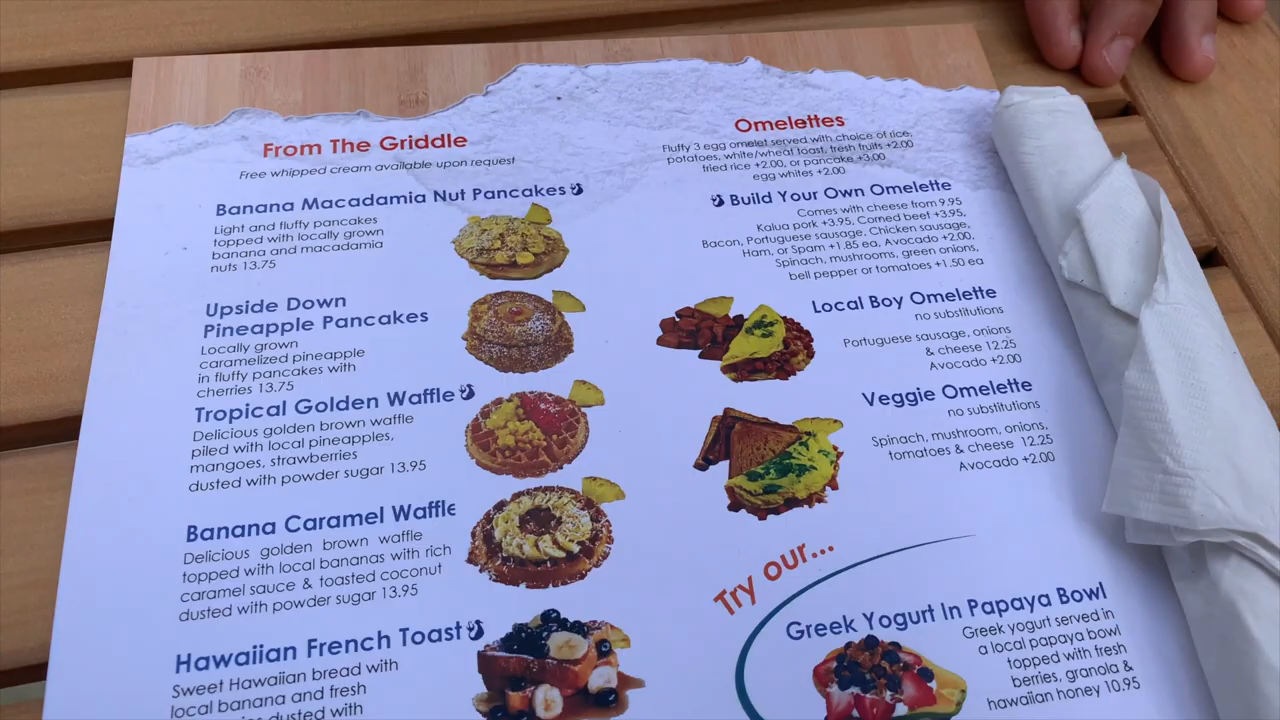 From The Griddle
Free whipped cream available upon request
Banana Macadamia Nut Pancakes
Light and fluffy pancakes
topped with locally grown
banana and macadamia
nuts 13.75
Upside Down
Pineapple Pancakes
Locally grown
caramelized pineapple
in fluffy pancakes with
cherries 13.75
Tropical Golden Waffle
Delicious golden brown waffle
piled with local pineapples,
mangoes, strawberries
dusted with powder sugar 13.95
Banana Caramel Waffle
Delicious golden brown waffle
topped with local bananas with rich
caramel sauce & toasted coconut
dusted with powder sugar 13.95
Hawaiian French Toast
Sweet Hawaiian bread with
local banana and fresh
dusted with
Omelettes
Fluffy 3 egg omelet served with choice of rice,
potatoes, white/wheat toast, fresh fruits +2.00
fried rice +2.00, or pancake +3.00
egg whites +2.00
Build Your Own Omelette
Comes with cheese from 9.95
Kalua pork +3.95, Corned beef +3.95,
Bacon, Portuguese sausage, Chicken sausage,
Ham, or Spam +1.85 ea, Avocado +2.00,
Spinach, mushrooms, green onions,
bell pepper or tomatoes +1.50 ea
Local Boy Omelette
no substitutions
Portuguese sausage, onions
& cheese 12.25
Avocado +2.00
Veggie Omelette
no substitutions
Spinach, mushroom, onions,
tomatoes & cheese 12.25
Avocado +2.00
Try our...
Greek Yogurt In Papaya Bowl
Greek yogurt served in
a local papaya bowl
topped with fresh
berries, granola &
hawaiian honey 10.95